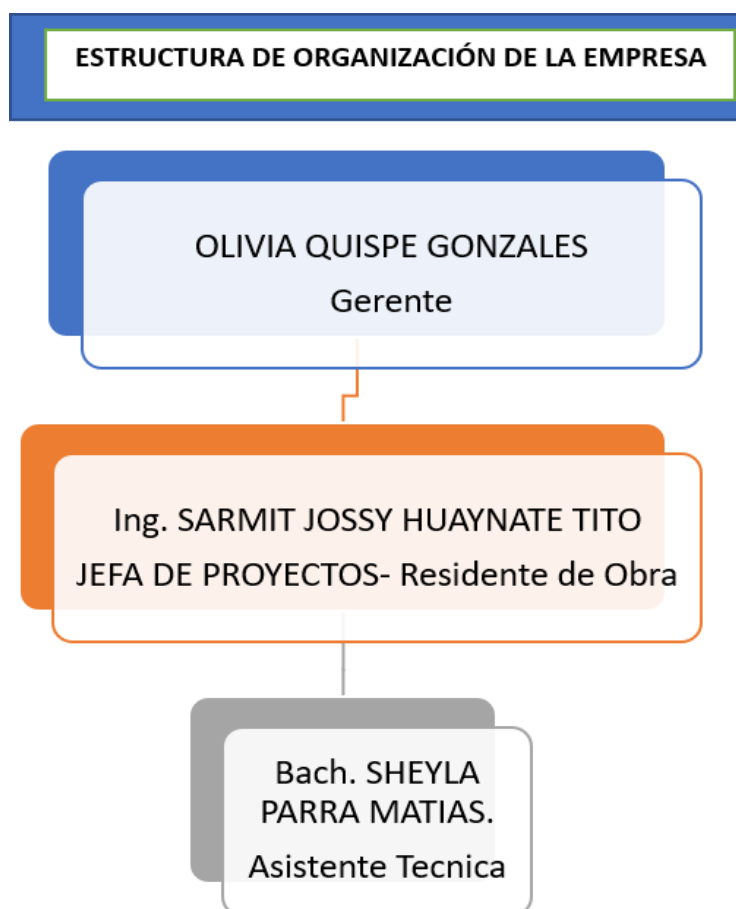 ESTRUCTURA DE ORGANIZACIÓN DE LA EMPRESA
OLIVIA QUISPE GONZALES
Gerente
Ing. SARMIT JOSSY HUAYNATE TITO
JEFA DE PROYECTOS- Residente de Obra
Bach. SHEYLA
PARRA MATIAS.
Asistente Tecnica